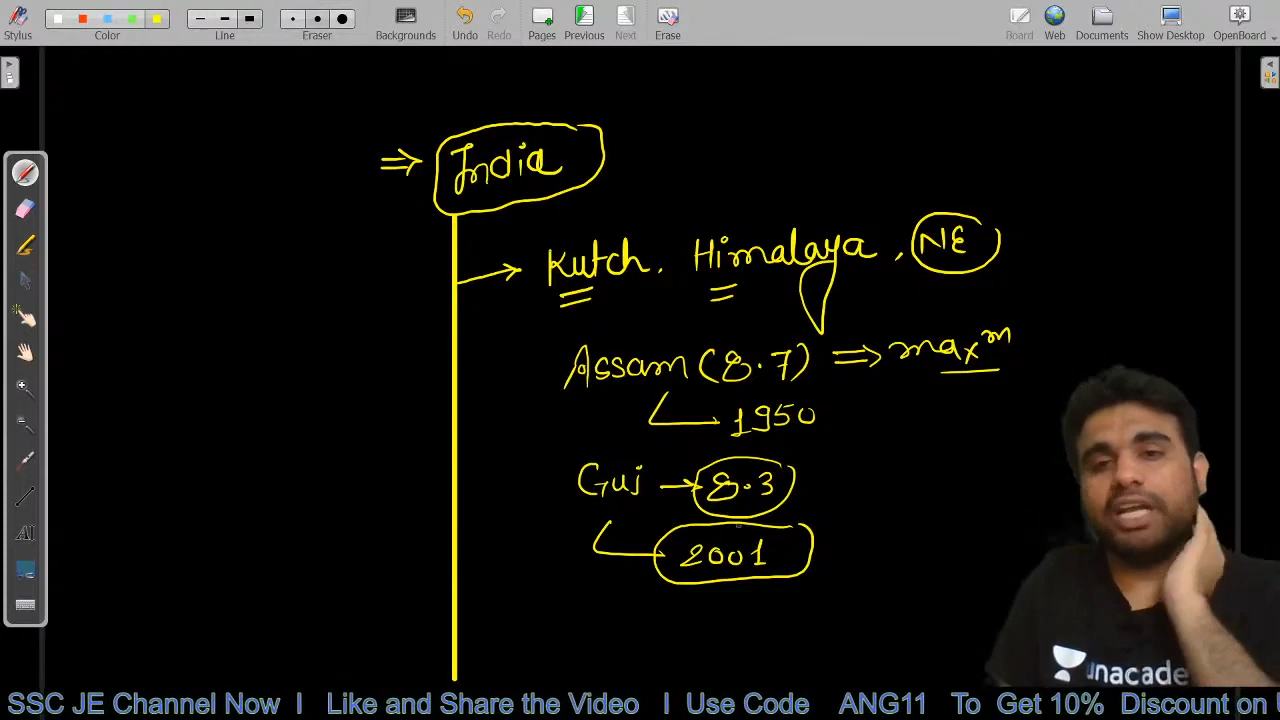 Stylus Color Line Eraser Backgrounds Undo Redo Pages Previous Next Erase Board Web Documents Show Desktop OpenBoard
⇒ India
→ Kutch, Himalaya, NE
Assam (8.7) ⇒ maxᵐ
1950
Guj → 8.3
2001
unacade
SSC JE Channel Now I Like and Share the Video I Use Code ANG11 To Get 10% Discount on